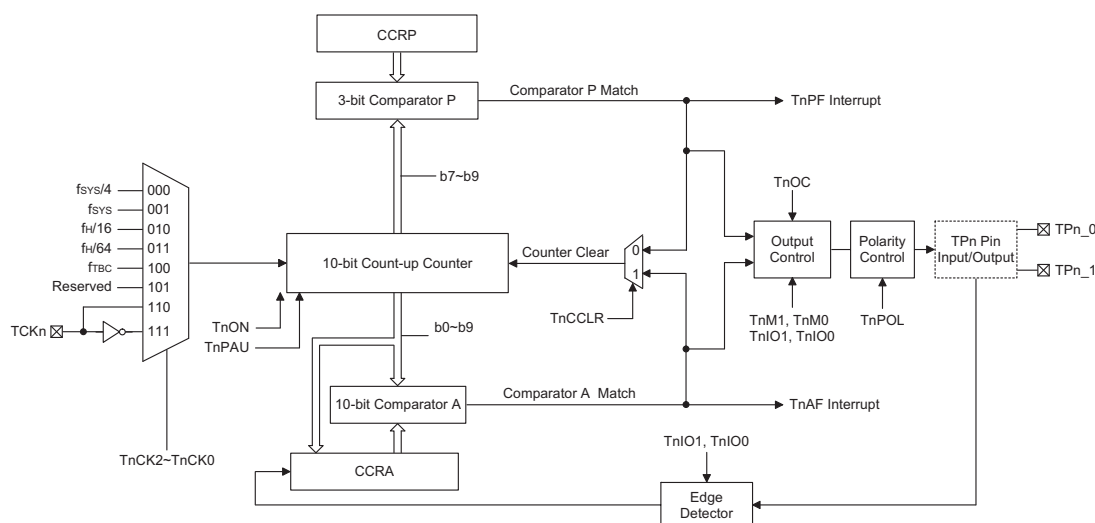 CCRP
3-bit Comparator P
Comparator P Match
TnPF Interrupt
b7~b9
fSYS/4
000
fSYS
001
fH/16
010
fH/64
011
fTBC
100
Reserved
101
110
TCKn
111
TnCK2~TnCK0
10-bit Count-up Counter
TnON
TnPAU
Counter Clear
0
1
TnCCLR
TnOC
Output
Control
TnM1, TnM0
TnIO1, TnIO0
Polarity
Control
TnPOL
TPn Pin
Input/Output
TPn_0
TPn_1
b0~b9
10-bit Comparator A
Comparator A Match
TnAF Interrupt
CCRA
TnIO1, TnIO0
Edge
Detector